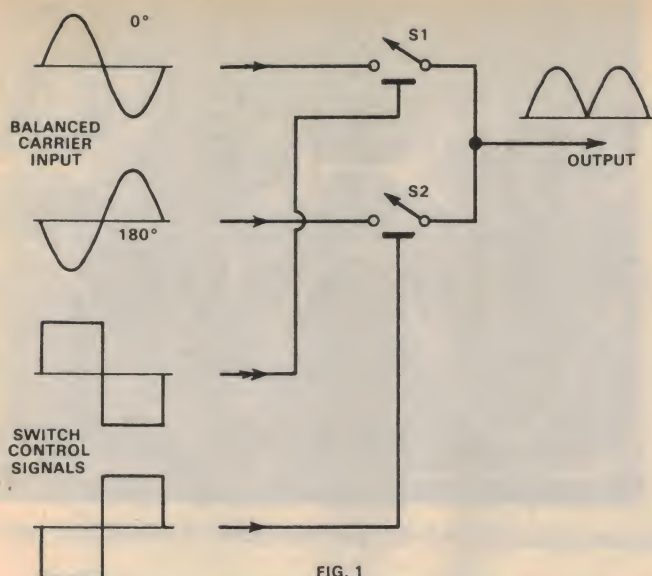 0°
S1
BALANCED
CARRIER
INPUT
OUTPUT
S2
180°
SWITCH
CONTROL
SIGNALS
FIG. 1